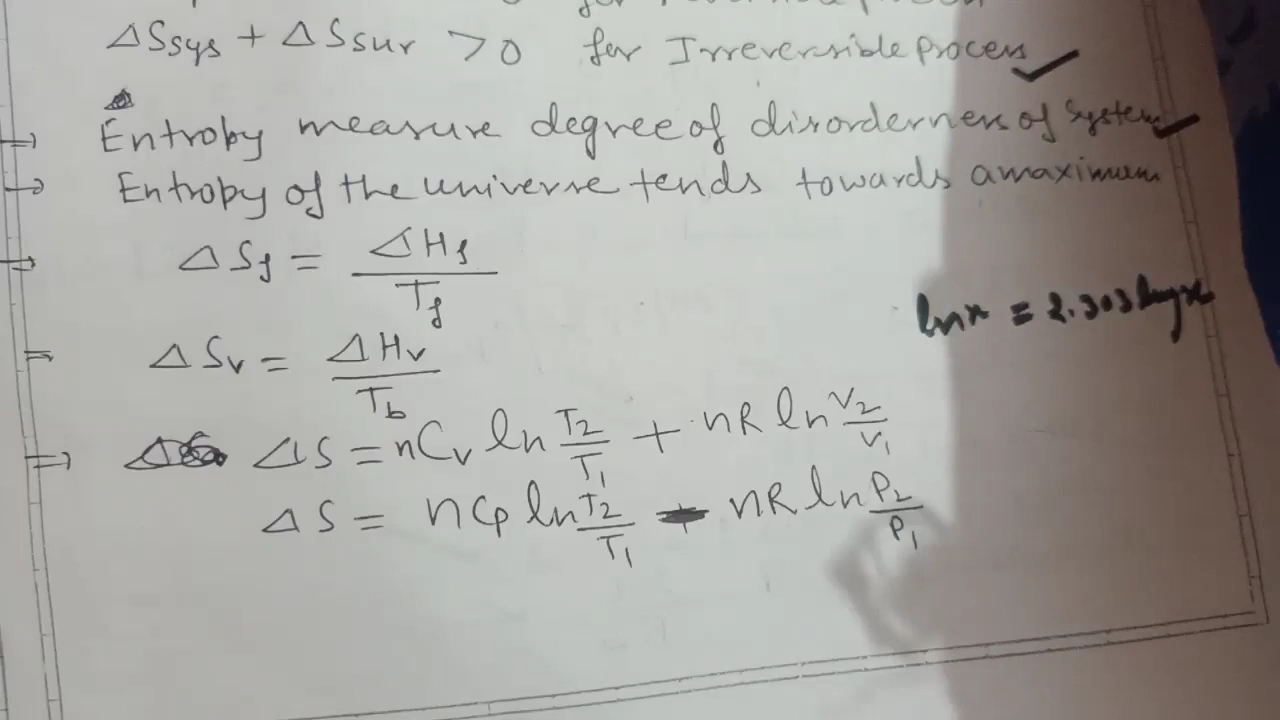 for
ΔSsys + ΔSsur >0 for Irreversible process
Entroby measure degree of disorderness of system
Entropy of the universe tends towards a maximum
ΔSf = ΔHf / Tf
ln x = 2.303 log x
ΔSv = ΔHv / Tb
ΔS = nCv ln T2/T1 + nR ln V2/V1
ΔS = nCp ln T2/T1 - nR ln P2/P1